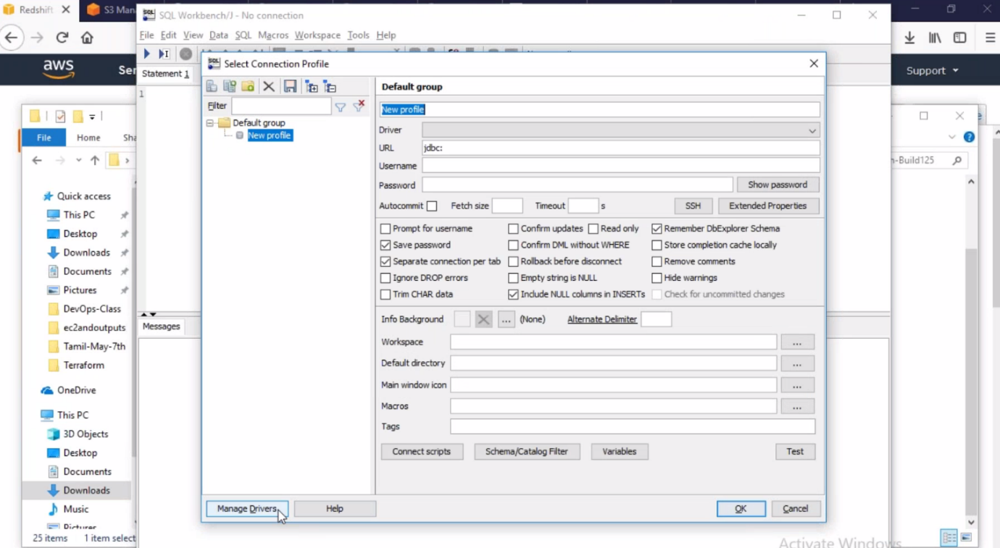 Redshift
S3 Man
SQL Workbench/J - No connection
File Edit View Data SQL Macros Workspace Tools Help
aws
Ser
Support
Statement 1
1
Select Connection Profile
Filter
Default group
New profile
Default group
New profile
Driver
URL jdbc:
Username
Password Show password
Autocommit Fetch size Timeout s SSH Extended Properties
Prompt for username Confirm updates Read only Remember DbExplorer Schema
Save password Confirm DML without WHERE Store completion cache locally
Separate connection per tab Rollback before disconnect Remove comments
Ignore DROP errors Empty string is NULL Hide warnings
Trim CHAR data Include NULL columns in INSERTs Check for uncommitted changes
Info Background ... (None) Alternate Delimiter
Workspace ...
Default directory ...
Main window icon ...
Macros ...
Tags
Connect scripts Schema/Catalog Filter Variables Test
Manage Drivers Help OK Cancel
Messages
File Home Sha
-Build125
Quick access
This PC
Desktop
Downloads
Documents
Pictures
DevOps-Class
ec2andoutputs
Tamil-May-7th
Terraform
OneDrive
This PC
3D Objects
Desktop
Documents
Downloads
Music
Pictures
25 items 1 item select
Activate Windows